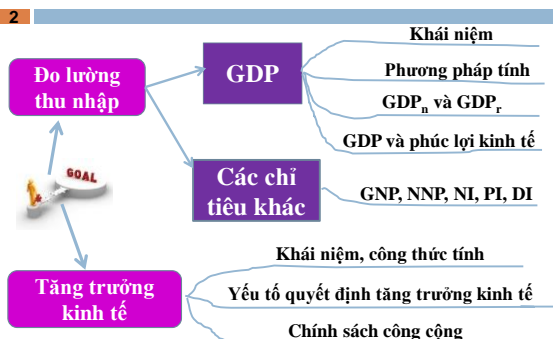 2
Đo lường
thu nhập
GDP
Khái niệm
Phương pháp tính
GDPn và GDPr
GDP và phúc lợi kinh tế
Các chỉ
tiêu khác
GNP, NNP, NI, PI, DI
GOAL
Tăng trưởng
kinh tế
Khái niệm, công thức tính
Yếu tố quyết định tăng trưởng kinh tế
Chính sách công cộng